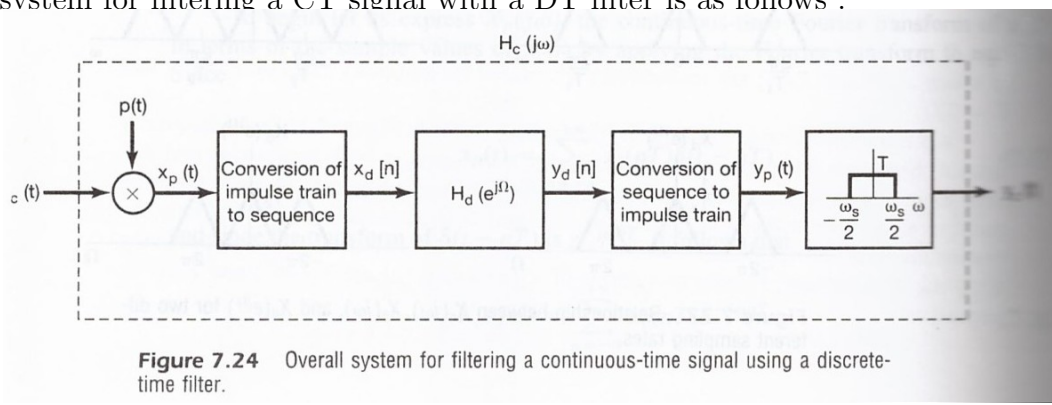 system for filtering a CT signal with a DT filter is as follows :
H_c (jω)
p(t)
c (t)
×
x_p (t)
Conversion of
impulse train
to sequence
x_d [n]
H_d (e^{jΩ})
y_d [n]
Conversion of
sequence to
impulse train
y_p (t)
T
-ω_s/2 ω_s/2 ω
Figure 7.24 Overall system for filtering a continuous-time signal using a discrete-
time filter.